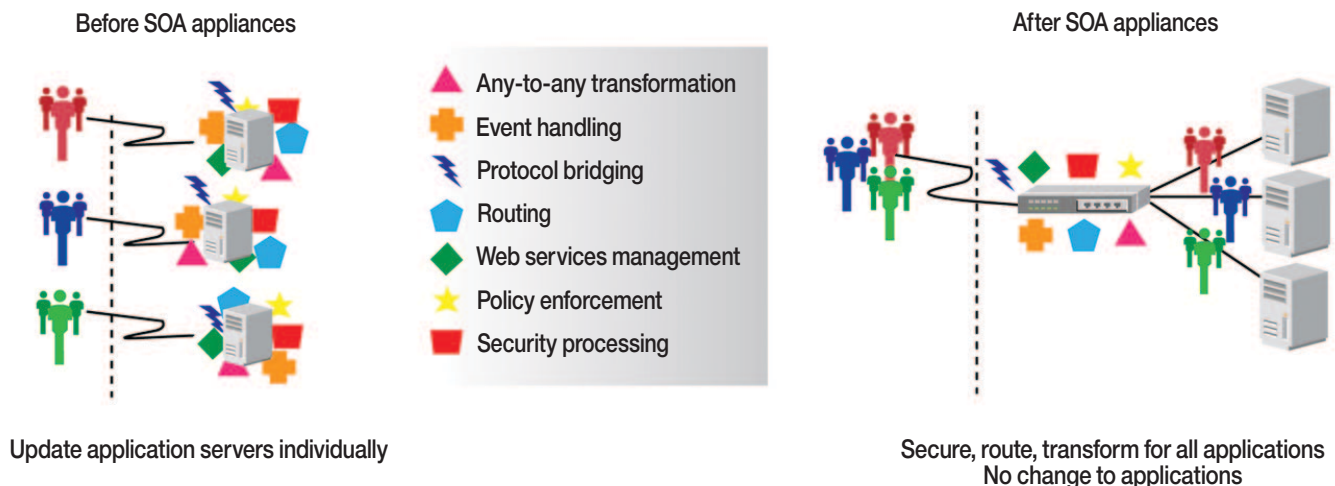 Before SOA appliances
Any-to-any transformation
Event handling
Protocol bridging
Routing
Web services management
Policy enforcement
Security processing
After SOA appliances
Update application servers individually
Secure, route, transform for all applications
No change to applications